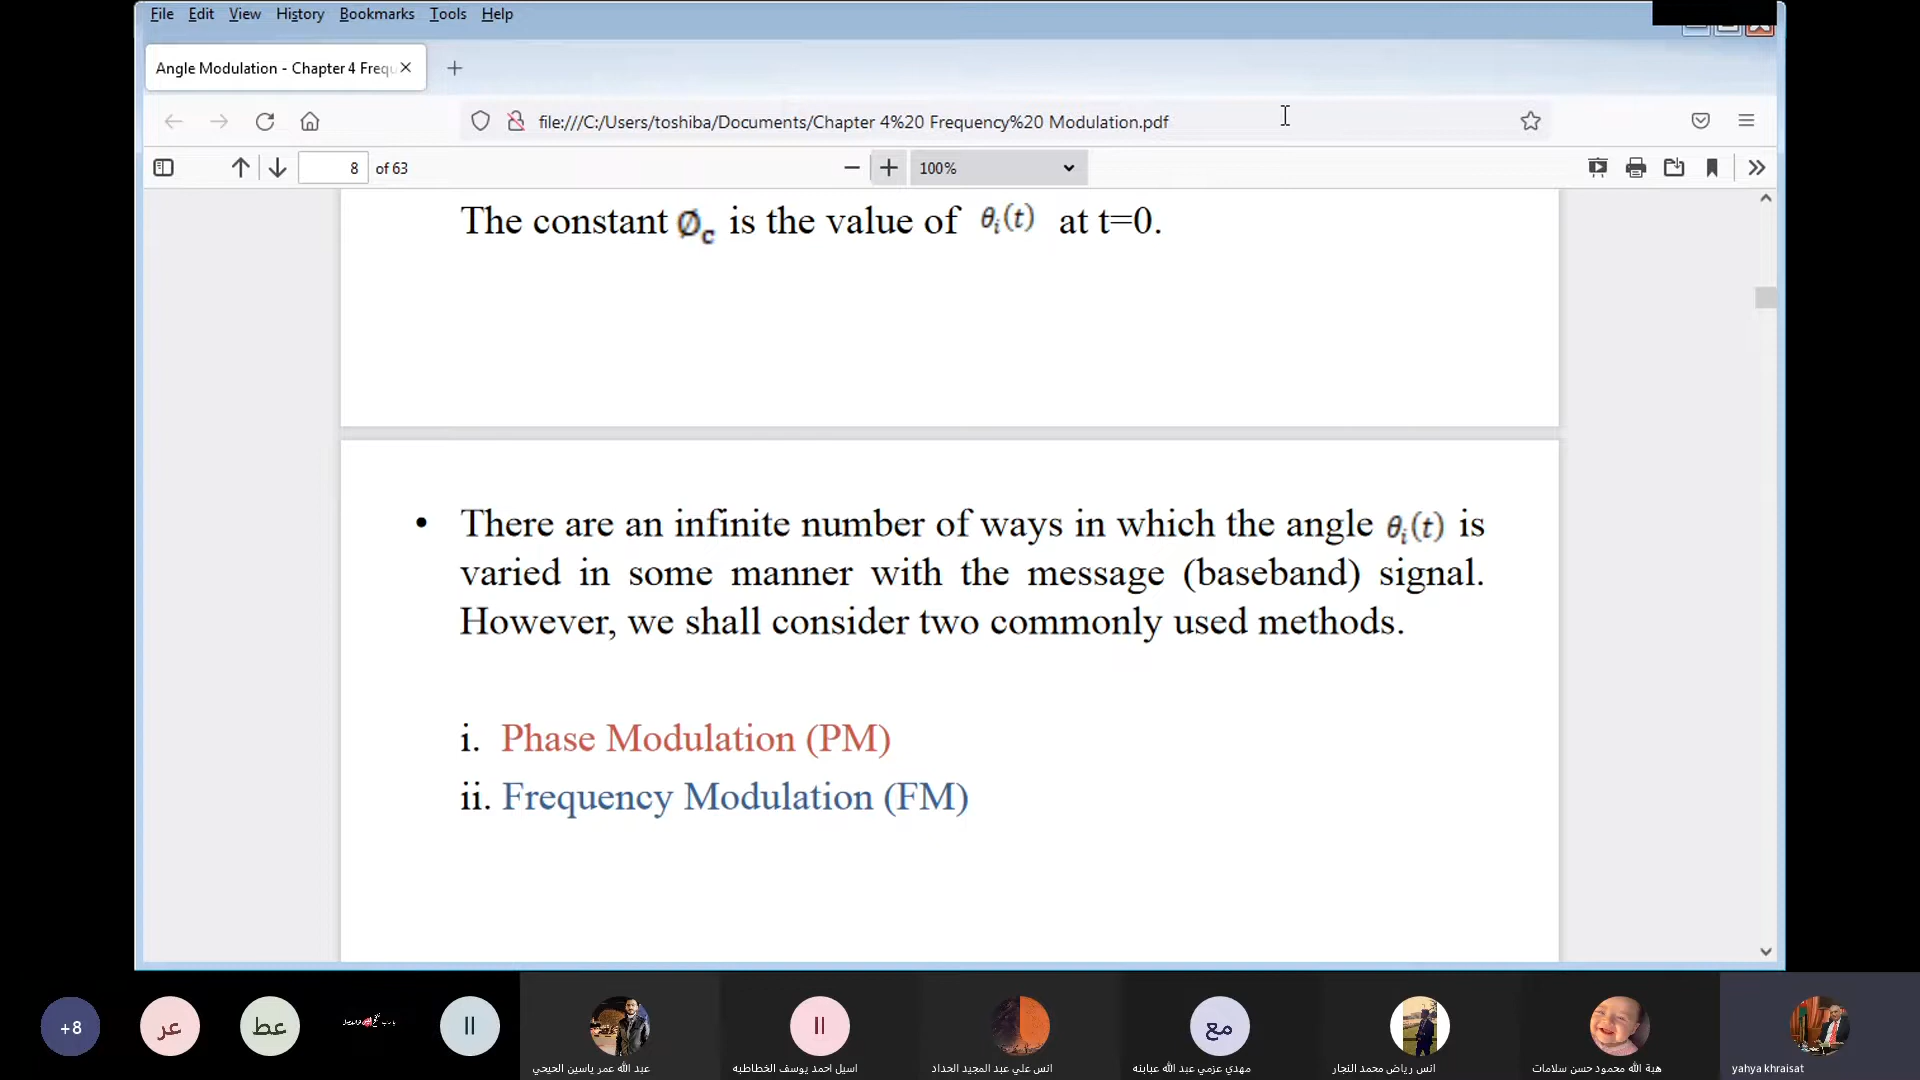 File Edit View History Bookmarks Tools Help
Angle Modulation - Chapter 4 Frequ
file:///C:/Users/toshiba/Documents/Chapter 4%20 Frequency%20 Modulation.pdf
8 of 63
100%
The constant Ø_c is the value of θ_i(t) at t=0.
• There are an infinite number of ways in which the angle θ_i(t) is
varied in some manner with the message (baseband) signal.
However, we shall consider two commonly used methods.
i. Phase Modulation (PM)
ii. Frequency Modulation (FM)
+8
عر
عط
اا
اا
مع
عبد الله عمر ياسين الحيحي
اسيل احمد يوسف الخطاطبه
انس علي عبد المجيد الحداد
مهدي عزمي عبد الله عبابنه
انس رياض محمد النجار
هبة الله محمود حسن سلامات
yahya khraisat